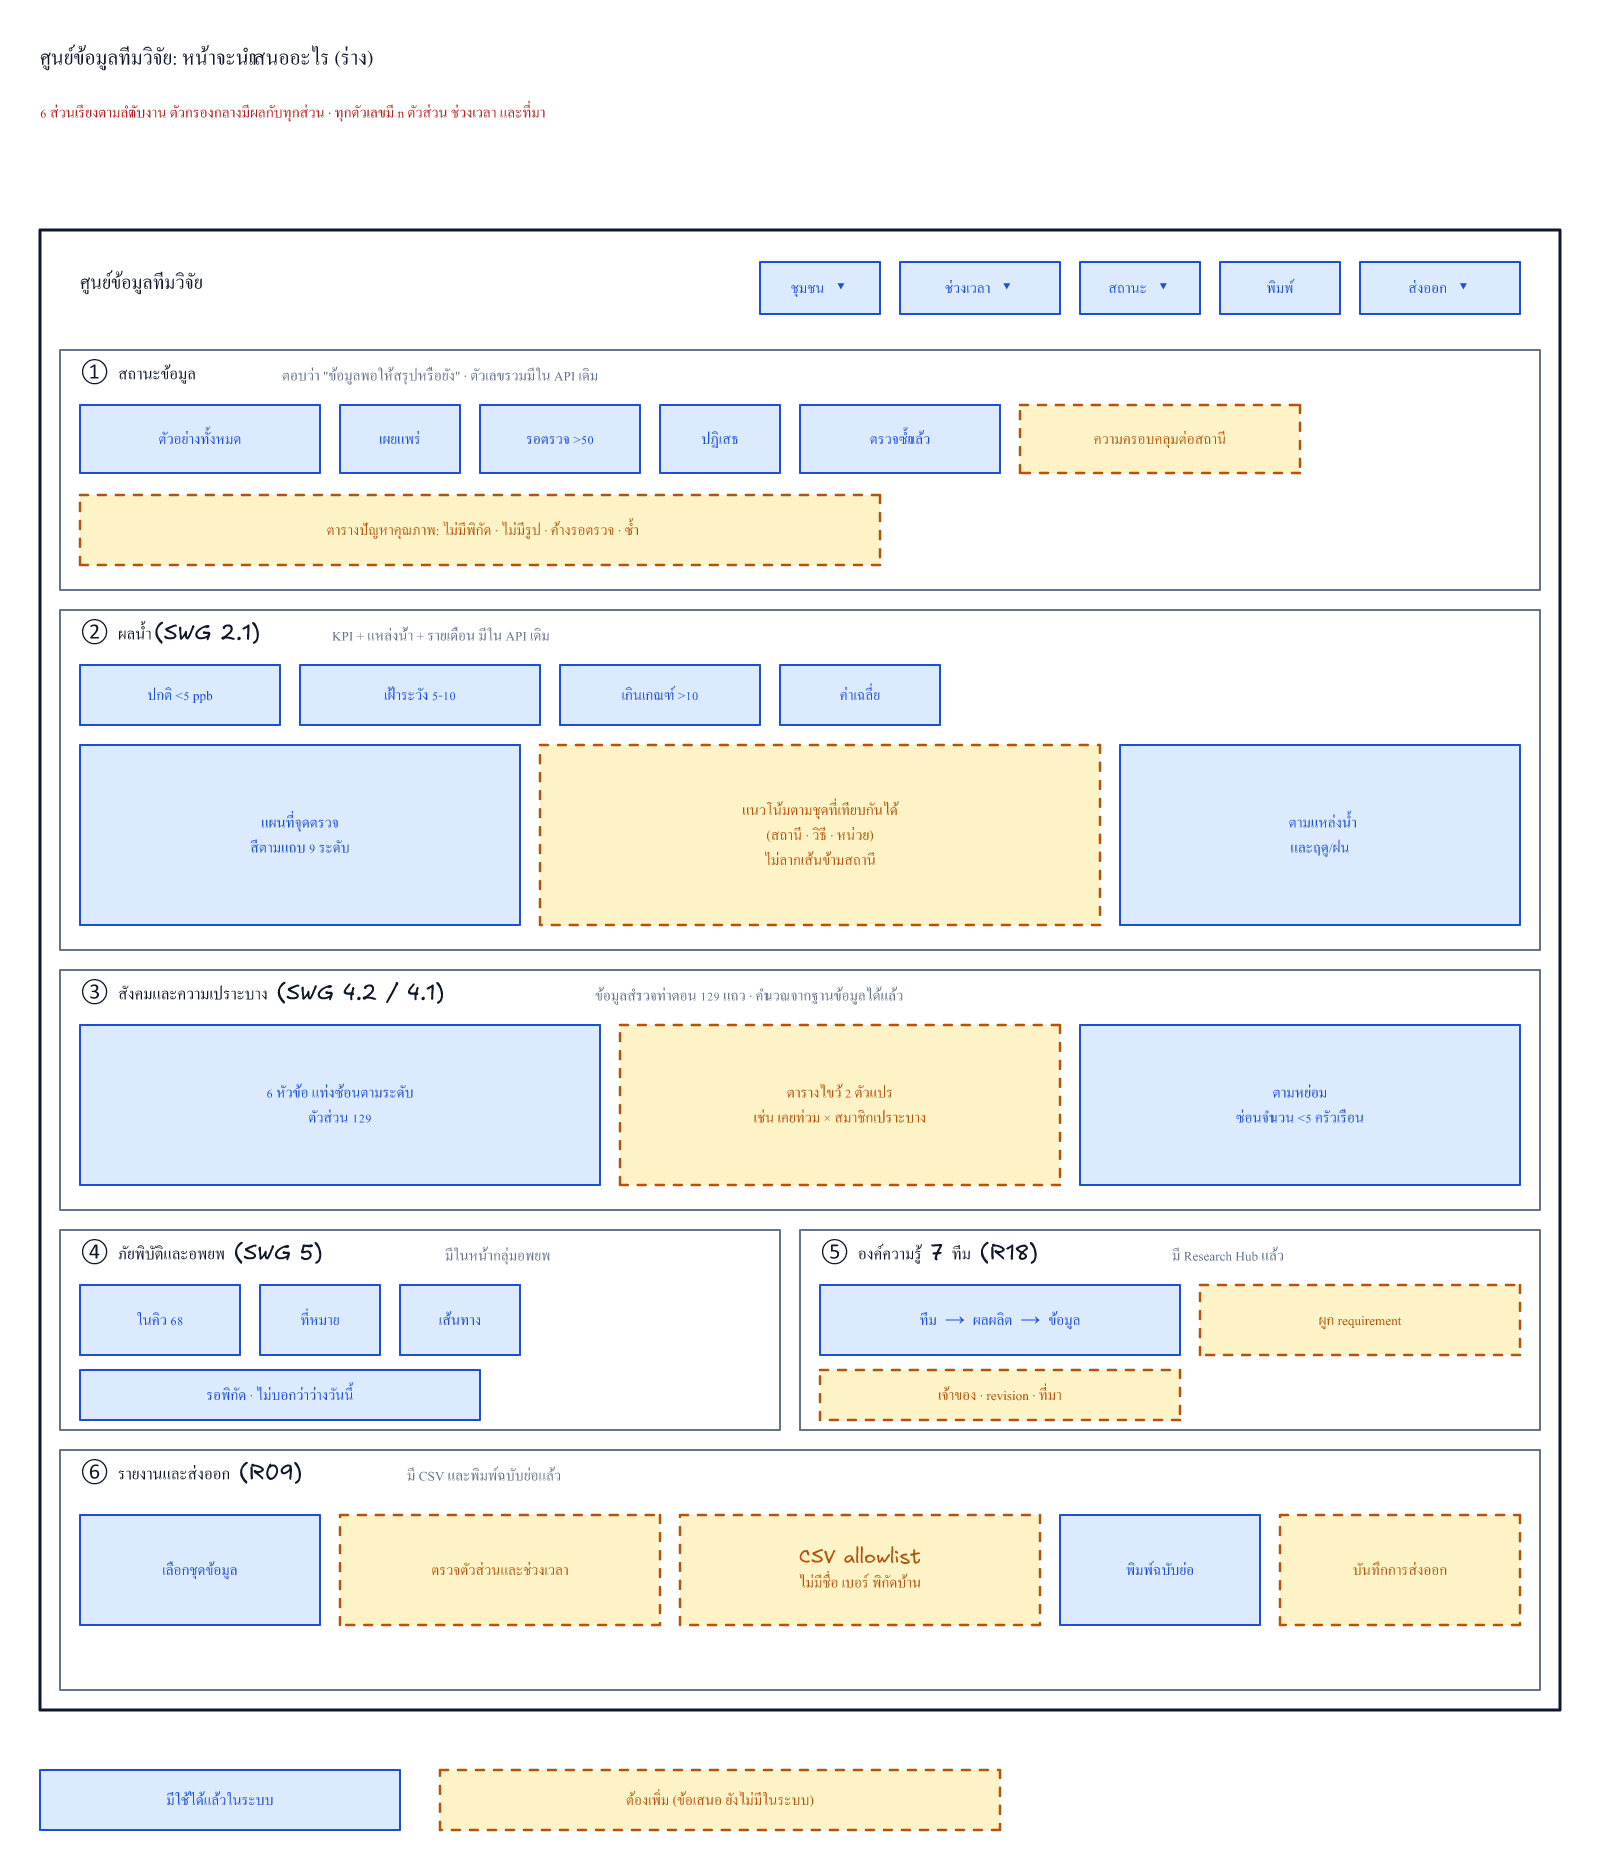 ศูนย์ข้อมูลทีมวิจัย: หน้าจะนำเสนออะไร (ร่าง)
6 ส่วนเรียงตามลำดับงาน ตัวกรองกลางมีผลกับทุกส่วน · ทุกตัวเลขมี n ตัวส่วน ช่วงเวลา และที่มา
ศูนย์ข้อมูลทีมวิจัย
ชุมชน ▼
ช่วงเวลา ▼
สถานะ ▼
พิมพ์
ส่งออก ▼
① สถานะข้อมูล
ตอบว่า "ข้อมูลพอให้สรุปหรือยัง" · ตัวเลขรวมมีใน API เดิม
ตัวอย่างทั้งหมด
เผยแพร่
รอตรวจ >50
ปฏิเสธ
ตรวจซ้ำแล้ว
ความครอบคลุมต่อสถานี
ตารางปัญหาคุณภาพ: ไม่มีพิกัด · ไม่มีรูป · ค้างรอตรวจ · ซ้ำ
② ผลน้ำ (SWG 2.1)
KPI + แหล่งน้ำ + รายเดือน มีใน API เดิม
ปกติ <5 ppb
เฝ้าระวัง 5-10
เกินเกณฑ์ >10
ค่าเฉลี่ย
แผนที่จุดตรวจ
สีตามแถบ 9 ระดับ
แนวโน้มตามชุดที่เทียบกันได้
(สถานี · วิธี · หน่วย)
ไม่ลากเส้นข้ามสถานี
ตามแหล่งน้ำ
และฤดู/ฝน
③ สังคมและความเปราะบาง (SWG 4.2 / 4.1)
ข้อมูลสำรวจท่าตอน 129 แถว · คำนวณจากฐานข้อมูลได้แล้ว
6 หัวข้อ แท่งซ้อนตามระดับ
ตัวส่วน 129
ตารางไขว้ 2 ตัวแปร
เช่น เคยท่วม × สมาชิกเปราะบาง
ตามหย่อม
ซ่อนจำนวน <5 ครัวเรือน
④ ภัยพิบัติและอพยพ (SWG 5)
มีในหน้ากลุ่มอพยพ
ในคิว 68
ที่หมาย
เส้นทาง
รอพิกัด · ไม่บอกว่าว่างวันนี้
⑤ องค์ความรู้ 7 ทีม (R18)
มี Research Hub แล้ว
ทีม → ผลผลิต → ข้อมูล
ผูก requirement
เจ้าของ · revision · ที่มา
⑥ รายงานและส่งออก (R09)
มี CSV และพิมพ์ฉบับย่อแล้ว
เลือกชุดข้อมูล
ตรวจตัวส่วนและช่วงเวลา
CSV allowlist
ไม่มีชื่อ เบอร์ พิกัดบ้าน
พิมพ์ฉบับย่อ
บันทึกการส่งออก
มีใช้ได้แล้วในระบบ
ต้องเพิ่ม (ข้อเสนอ ยังไม่มีในระบบ)